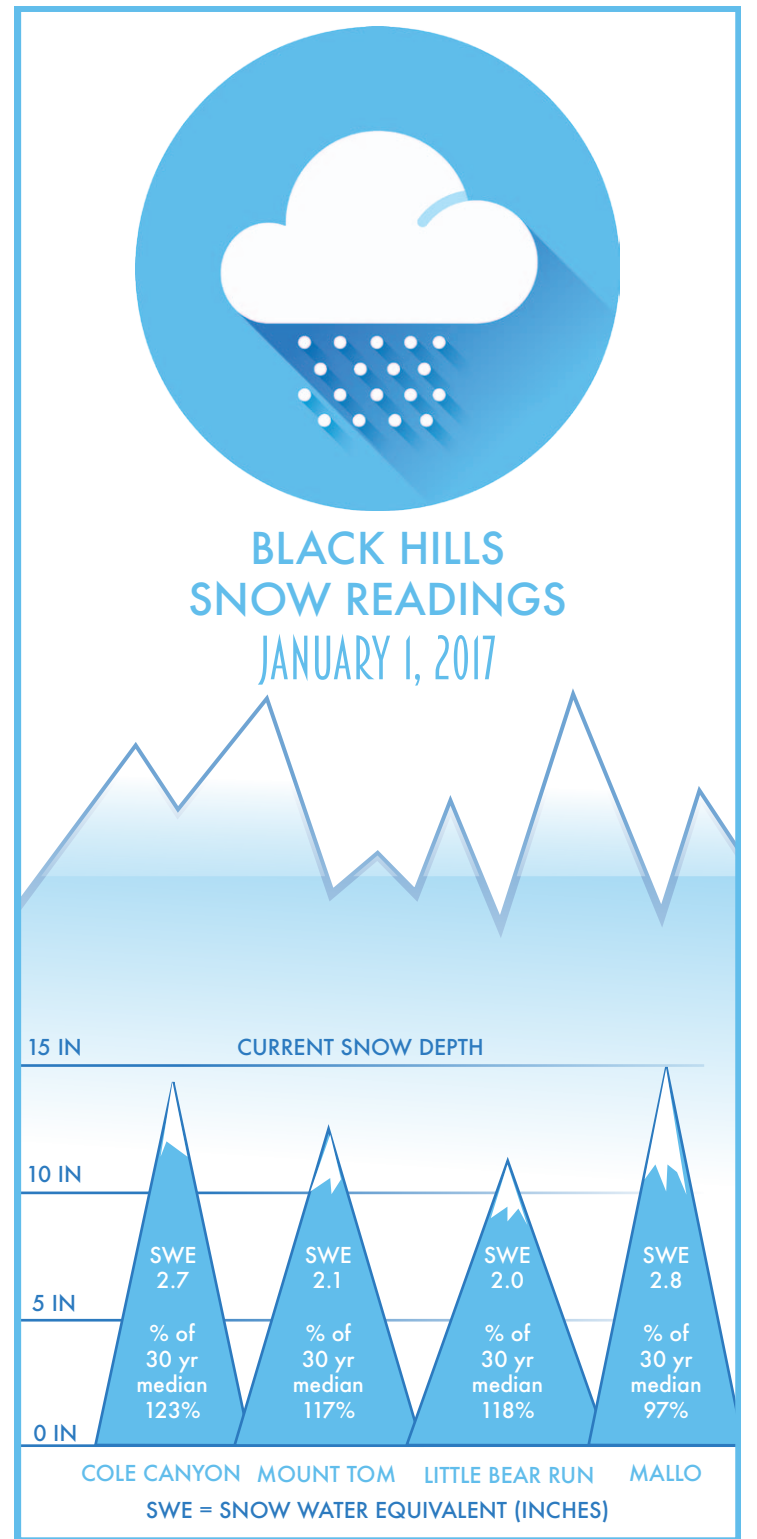 BLACK HILLS
SNOW READINGS
JANUARY 1, 2017
15 IN
CURRENT SNOW DEPTH
10 IN
5 IN
0 IN
SWE
2.7
% of
30 yr
median
123%
SWE
2.1
% of
30 yr
median
117%
SWE
2.0
% of
30 yr
median
118%
SWE
2.8
% of
30 yr
median
97%
COLE CANYON
MOUNT TOM
LITTLE BEAR RUN
MALLO
SWE = SNOW WATER EQUIVALENT (INCHES)